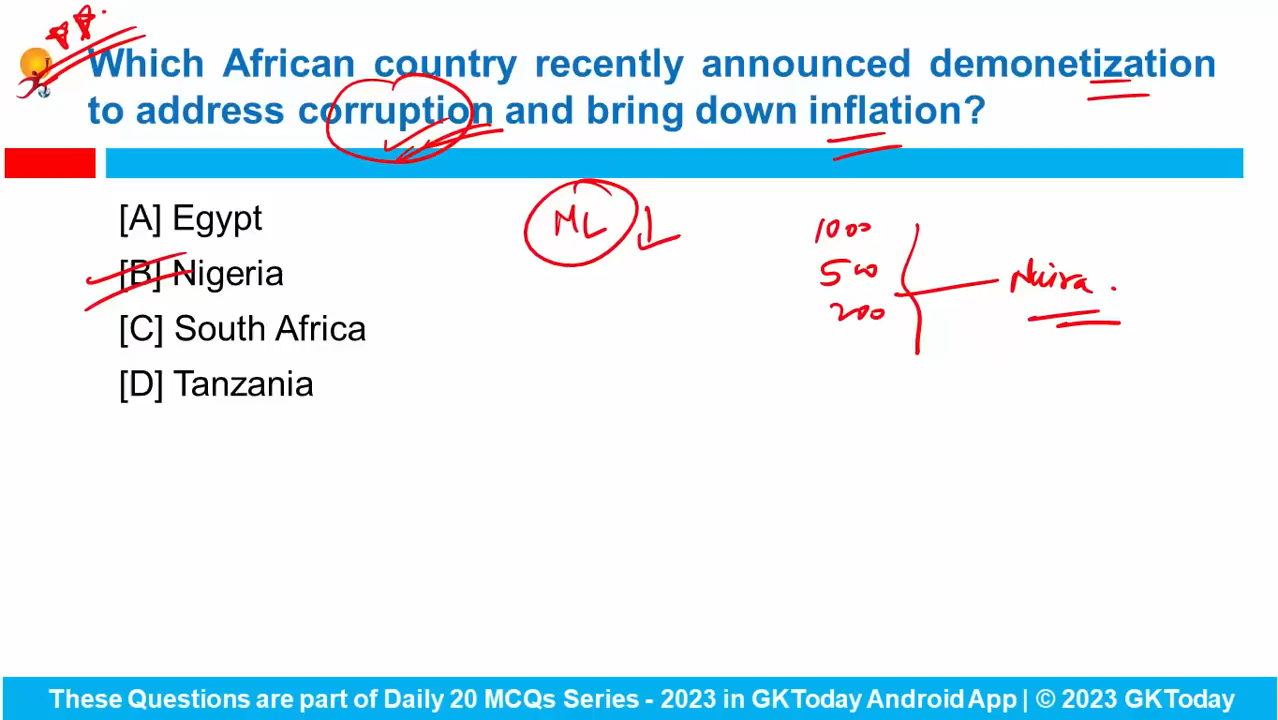 Which African country recently announced demonetization
to address corruption and bring down inflation?
[A] Egypt
[B] Nigeria
[C] South Africa
[D] Tanzania
ML
1000
500
200
Naira.
These Questions are part of Daily 20 MCQs Series - 2023 in GKToday Android App | © 2023 GKToday